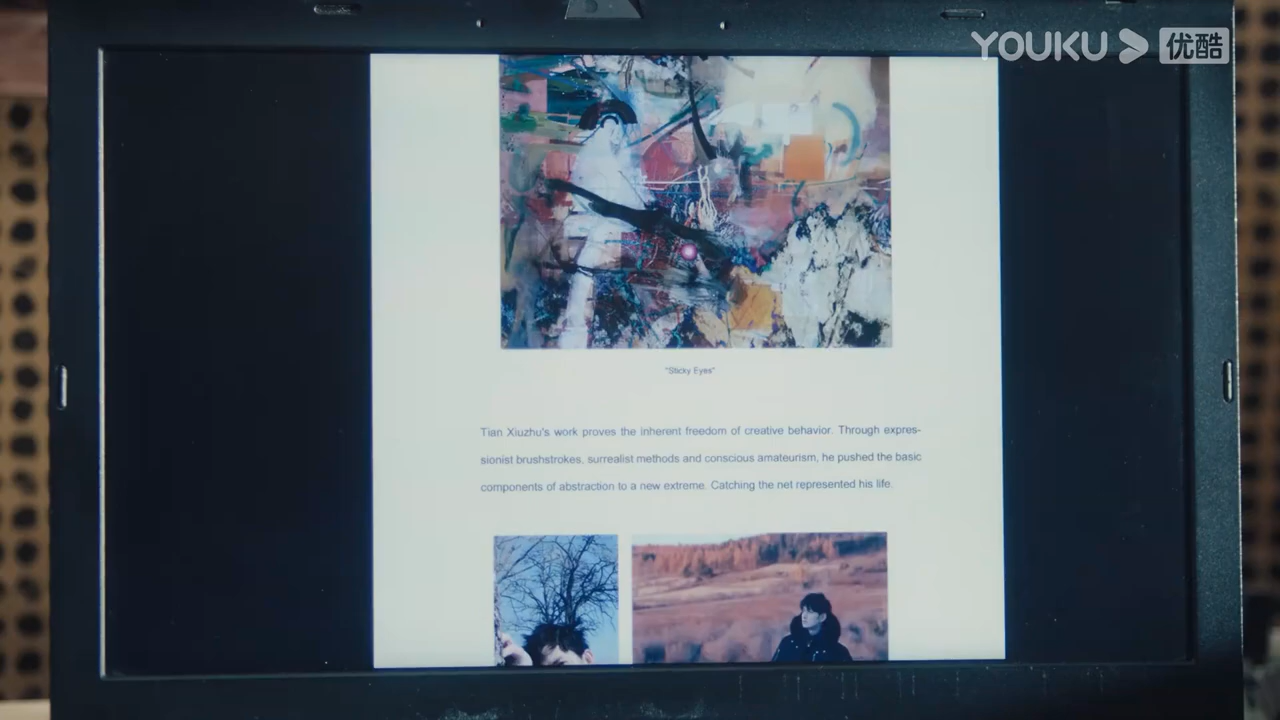 YOUKU 优酷
"Sticky Eyes"
Tian Xiuzhu's work proves the inherent freedom of creative behavior. Through expres-
sionist brushstrokes, surrealist methods and conscious amateurism, he pushed the basic
components of abstraction to a new extreme. Catching the net represented his life.